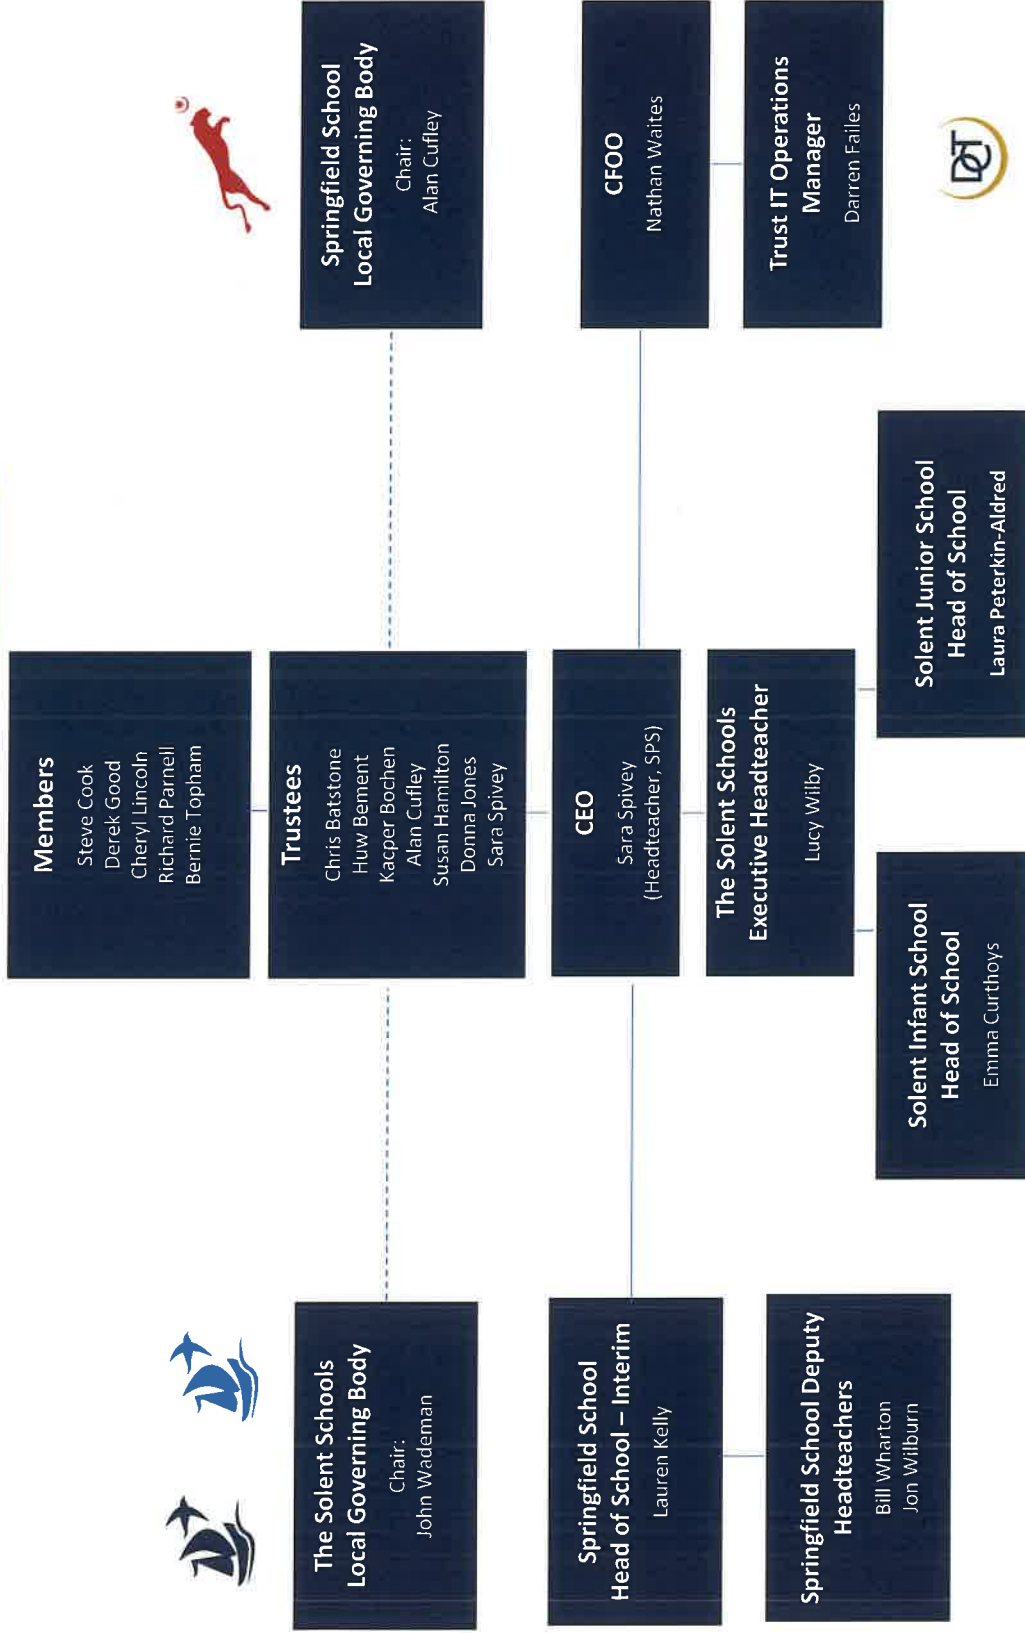 Members
Steve Cook
Derek Good
Cheryl Lincoln
Richard Parnell
Bernie Topham
The Solent Schools
Local Governing Body
Chair:
John Wademan
Trustees
Chris Batstone
Huw Bement
Kacper Bochen
Alan Cufley
Susan Hamilton
Donna Jones
Sara Spivey
Springfield School
Local Governing Body
Chair:
Alan Cufley
Springfield School
Head of School – Interim
Lauren Kelly
CEO
Sara Spivey
(Headteacher, SPS)
CFOO
Nathan Waites
Springfield School Deputy
Headteachers
Bill Wharton
Jon Wilburn
The Solent Schools
Executive Headteacher
Lucy Wilby
Trust IT Operations
Manager
Darren Failes
Solent Infant School
Head of School
Emma Curthoys
Solent Junior School
Head of School
Laura Peterkin-Aldred
DCT